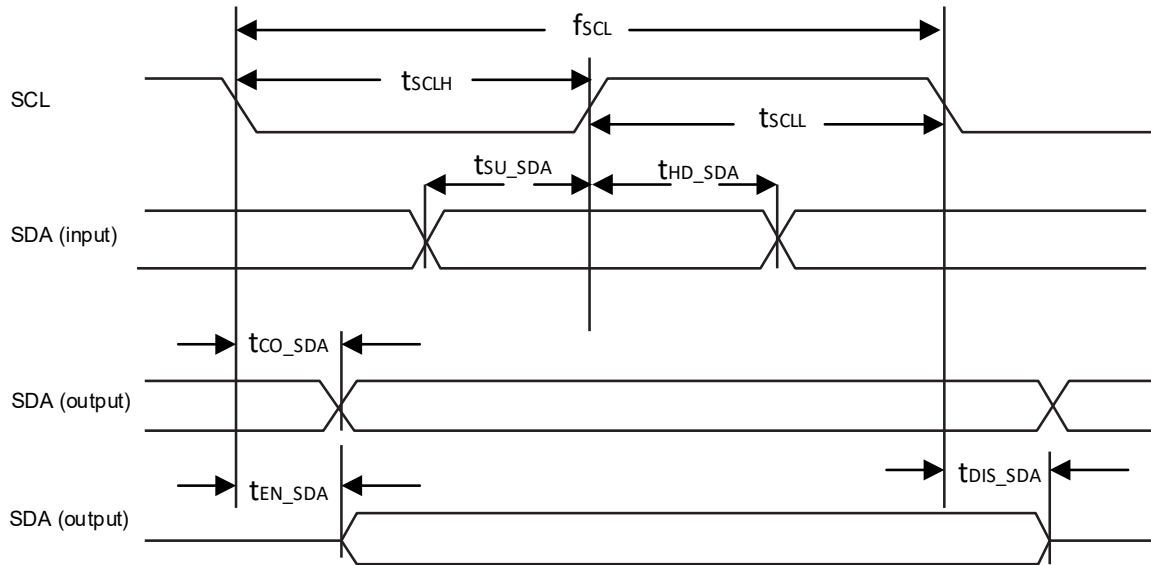 fSCL
SCL
tSCLH
tSCLL
tSU_SDA
tHD_SDA
SDA (input)
tCO_SDA
SDA (output)
tEN_SDA
tDIS_SDA
SDA (output)